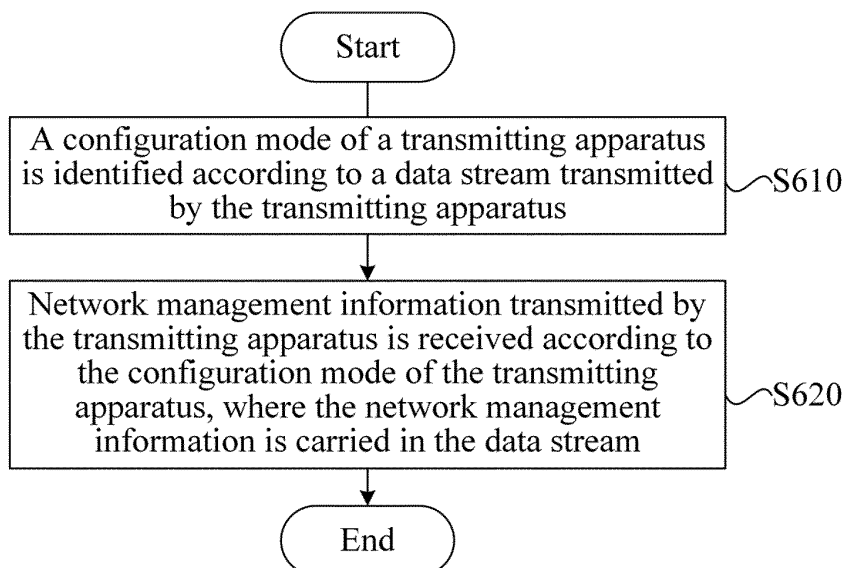 Start
A configuration mode of a transmitting apparatus
is identified according to a data stream transmitted
by the transmitting apparatus
S610
Network management information transmitted by
the transmitting apparatus is received according to
the configuration mode of the transmitting
apparatus, where the network management
information is carried in the data stream
S620
End